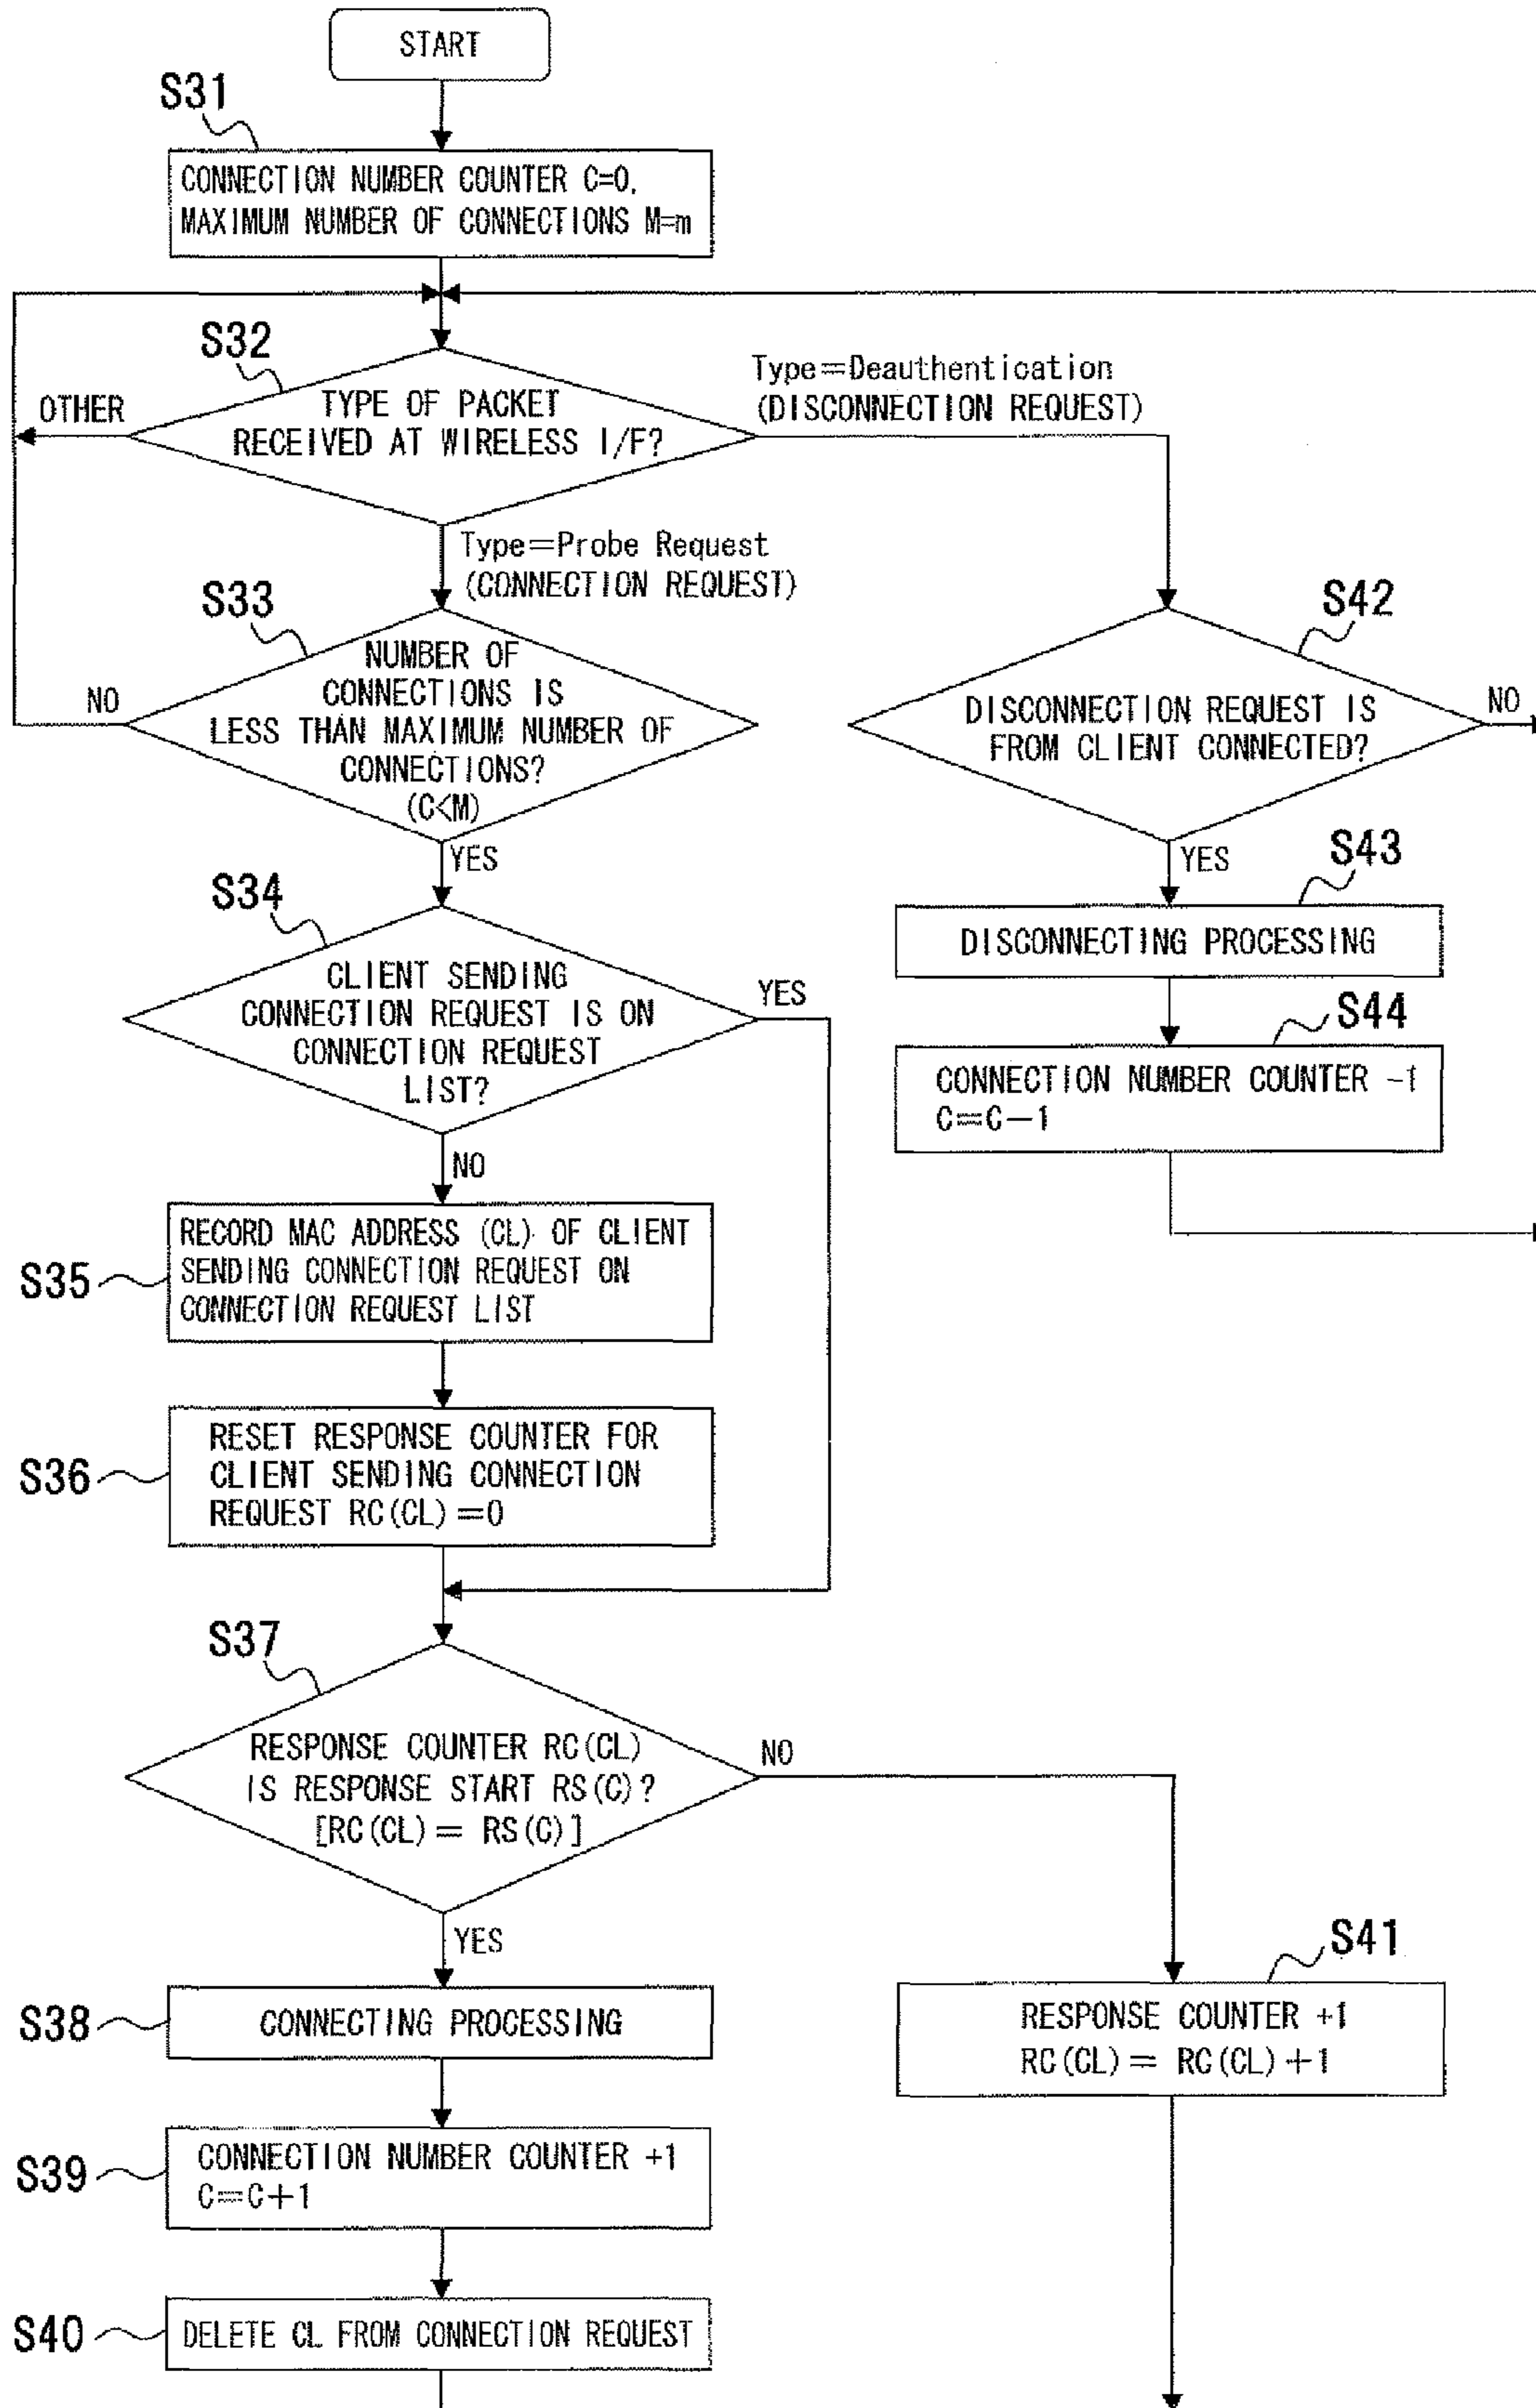 START
S31
CONNECTION NUMBER COUNTER C=0,
MAXIMUM NUMBER OF CONNECTIONS M=m
S32
TYPE OF PACKET
RECEIVED AT WIRELESS I/F?
OTHER
Type=Deauthentication
(DISCONNECTION REQUEST)
Type=Probe Request
(CONNECTION REQUEST)
S33
NUMBER OF
CONNECTIONS IS
LESS THAN MAXIMUM NUMBER OF
CONNECTIONS?
(C<M)
NO
YES
S42
DISCONNECTION REQUEST IS
FROM CLIENT CONNECTED?
NO
YES
S43
DISCONNECTING PROCESSING
S44
CONNECTION NUMBER COUNTER -1
C=C-1
S34
CLIENT SENDING
CONNECTION REQUEST IS ON
CONNECTION REQUEST
LIST?
YES
NO
S35
RECORD MAC ADDRESS (CL) OF CLIENT
SENDING CONNECTION REQUEST ON
CONNECTION REQUEST LIST
S36
RESET RESPONSE COUNTER FOR
CLIENT SENDING CONNECTION
REQUEST RC(CL)=0
S37
RESPONSE COUNTER RC(CL)
IS RESPONSE START RS(C)?
[RC(CL)= RS(C)]
NO
YES
S38
CONNECTING PROCESSING
S41
RESPONSE COUNTER +1
RC(CL)= RC(CL)+1
S39
CONNECTION NUMBER COUNTER +1
C=C+1
S40
DELETE CL FROM CONNECTION REQUEST